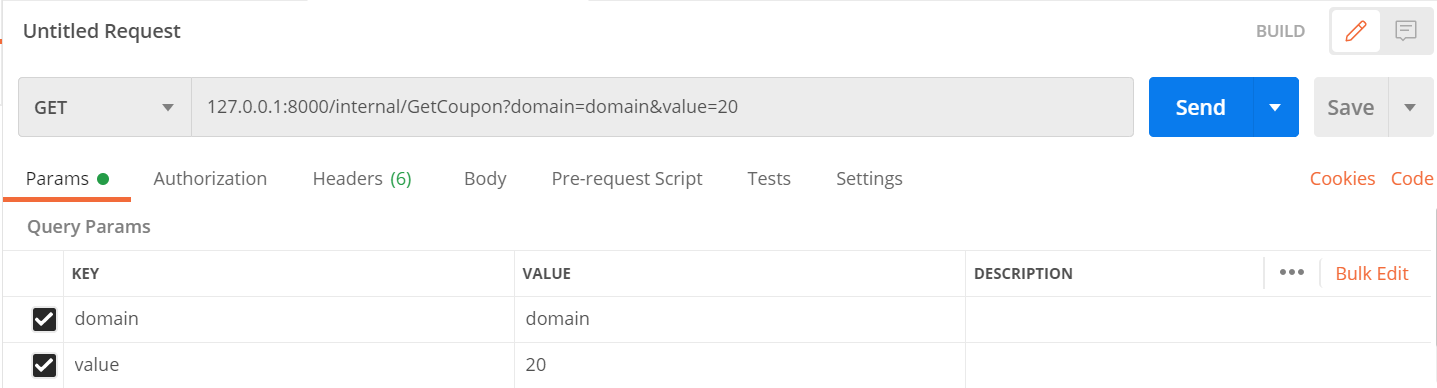 Untitled Request
BUILD
GET
127.0.0.1:8000/internal/GetCoupon?domain=domain&value=20
Send
Save
Params
Authorization
Headers (6)
Body
Pre-request Script
Tests
Settings
Cookies
Code
Query Params
KEY
VALUE
DESCRIPTION
Bulk Edit
domain
domain
value
20